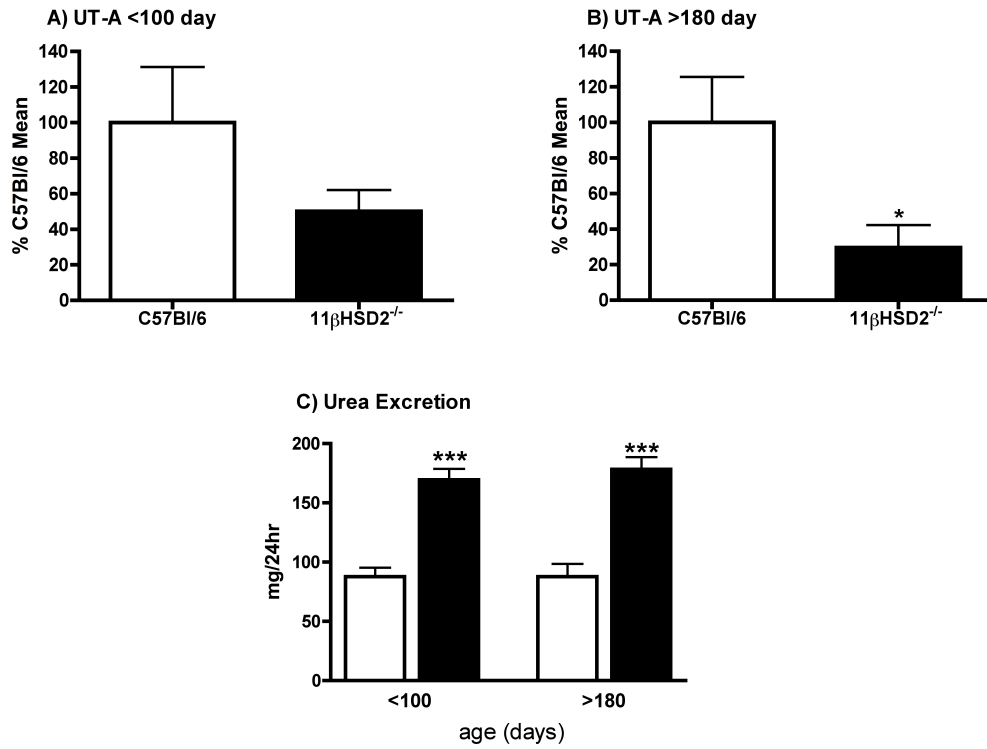 A) UT-A <100 day
140
120
100
80
60
40
20
0
% C57Bl/6 Mean
C57Bl/6
11βHSD2-/-
B) UT-A >180 day
140
120
100
80
60
40
20
0
% C57Bl/6 Mean
*
C57Bl/6
11βHSD2-/-
C) Urea Excretion
200
150
100
50
0
mg/24hr
***
***
<100
>180
age (days)